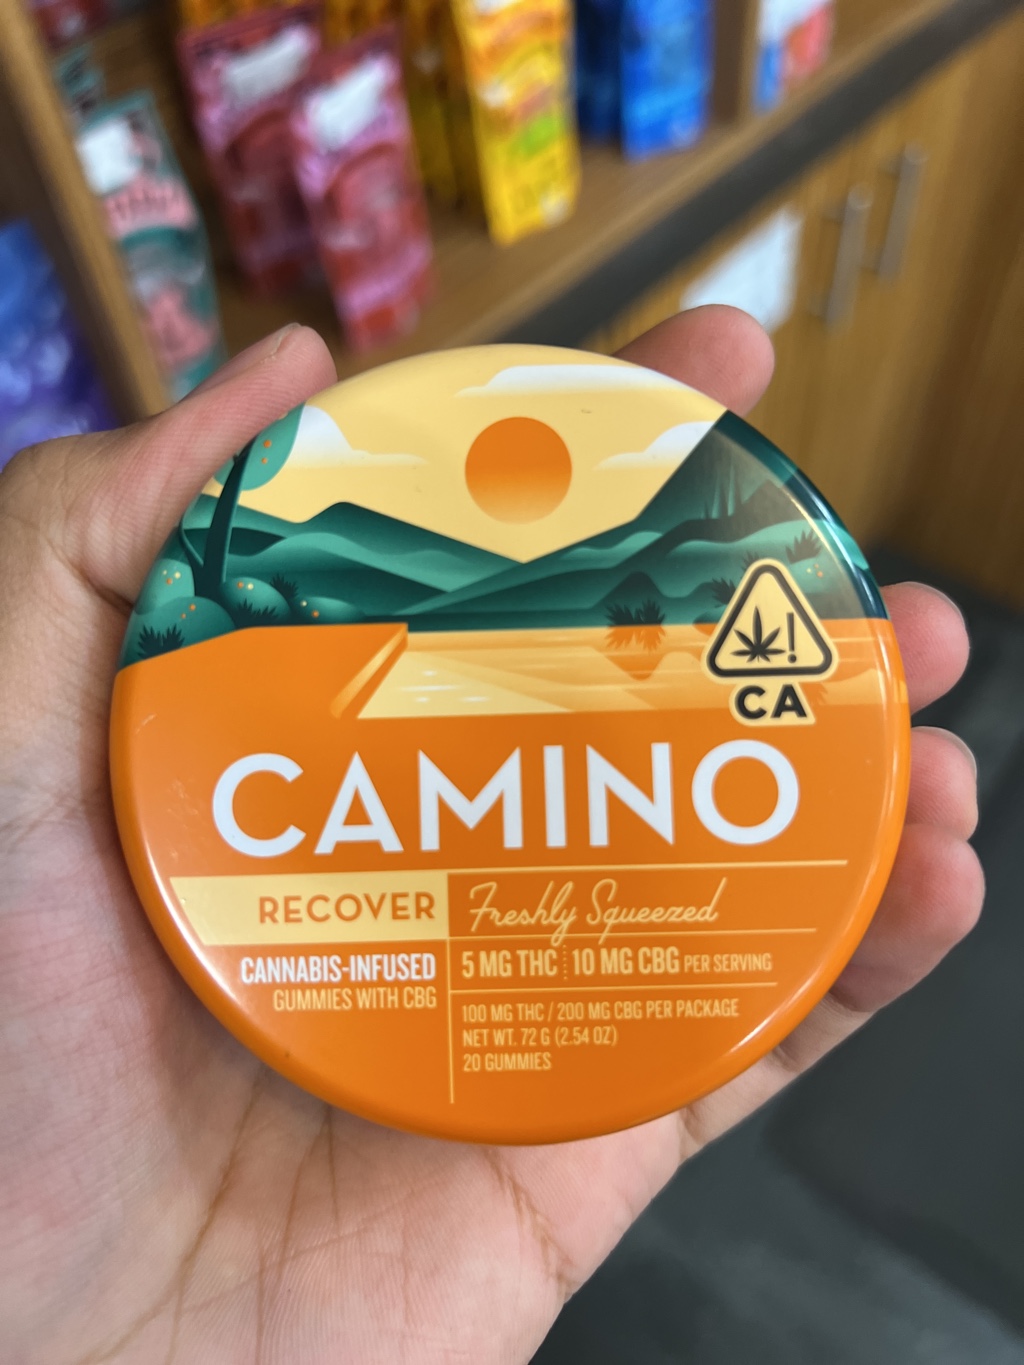 CA
CAMINO
RECOVER
Freshly Squeezed
CANNABIS-INFUSED
GUMMIES WITH CBG
5 MG THC 10 MG CBG PER SERVING
100 MG THC / 200 MG CBG PER PACKAGE
NET WT. 72 G (2.54 OZ)
20 GUMMIES